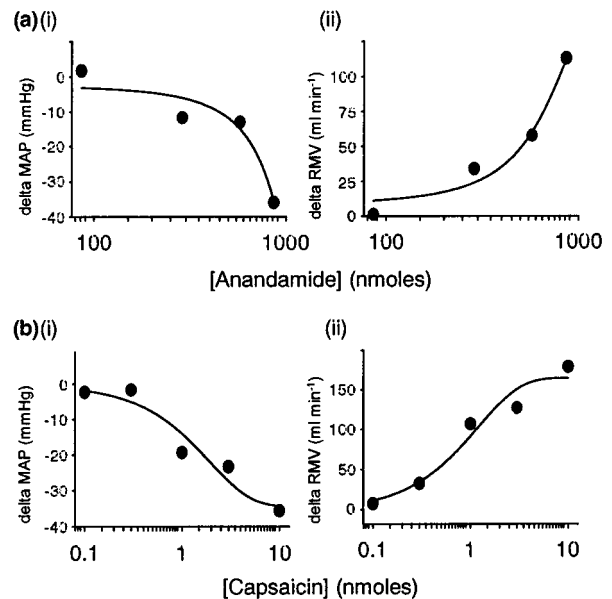 (a)(i)
(ii)
delta MAP (mmHg)
0
-10
-20
-30
-40
100
1000
delta RMV (ml min⁻¹)
100
75
50
25
0
100
1000
[Anandamide] (nmoles)
(b)(i)
(ii)
delta MAP (mmHg)
0
-10
-20
-30
-40
0.1
1
10
delta RMV (ml min⁻¹)
150
100
50
0
0.1
1
10
[Capsaicin] (nmoles)